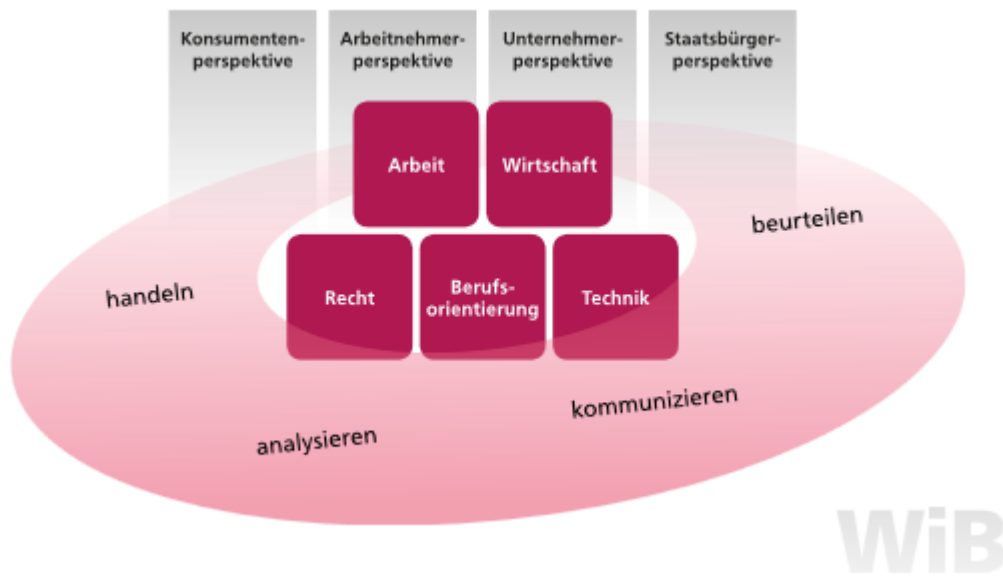 Konsumenten-
perspektive
Arbeitnehmer-
perspektive
Unternehmer-
perspektive
Staatsbürger-
perspektive
Arbeit
Wirtschaft
Recht
Berufs-
orientierung
Technik
beurteilen
handeln
kommunizieren
analysieren
WiB